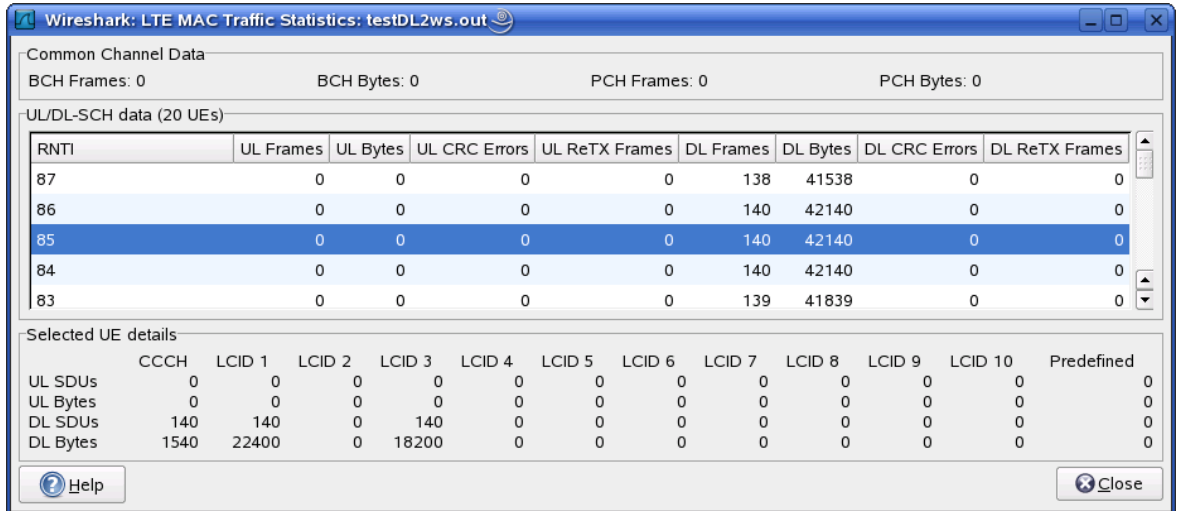 Wireshark: LTE MAC Traffic Statistics: testDL2ws.out
Common Channel Data
BCH Frames: 0 BCH Bytes: 0 PCH Frames: 0 PCH Bytes: 0
UL/DL-SCH data (20 UEs)
RNTI UL Frames UL Bytes UL CRC Errors UL ReTX Frames DL Frames DL Bytes DL CRC Errors DL ReTX Frames
87 0 0 0 0 138 41538 0 0
86 0 0 0 0 140 42140 0 0
85 0 0 0 0 140 42140 0 0
84 0 0 0 0 140 42140 0 0
83 0 0 0 0 139 41839 0 0
Selected UE details
CCCH LCID 1 LCID 2 LCID 3 LCID 4 LCID 5 LCID 6 LCID 7 LCID 8 LCID 9 LCID 10 Predefined
UL SDUs 0 0 0 0 0 0 0 0 0 0 0 0
UL Bytes 0 0 0 0 0 0 0 0 0 0 0 0
DL SDUs 140 140 0 140 0 0 0 0 0 0 0 0
DL Bytes 1540 22400 0 18200 0 0 0 0 0 0 0 0
Help Close